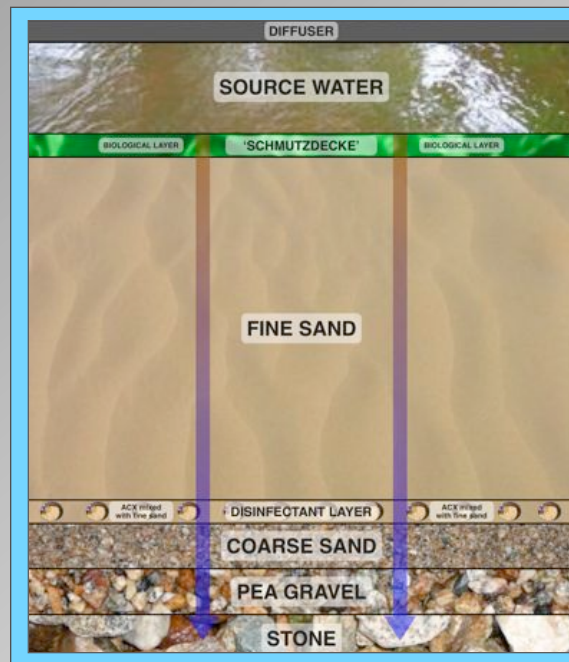 DIFFUSER
SOURCE WATER
BIOLOGICAL LAYER
'SCHMUTZDECKE'
BIOLOGICAL LAYER
FINE SAND
ACX mixed
with fine sand
DISINFECTANT LAYER
ACX mixed
with fine sand
COARSE SAND
PEA GRAVEL
STONE